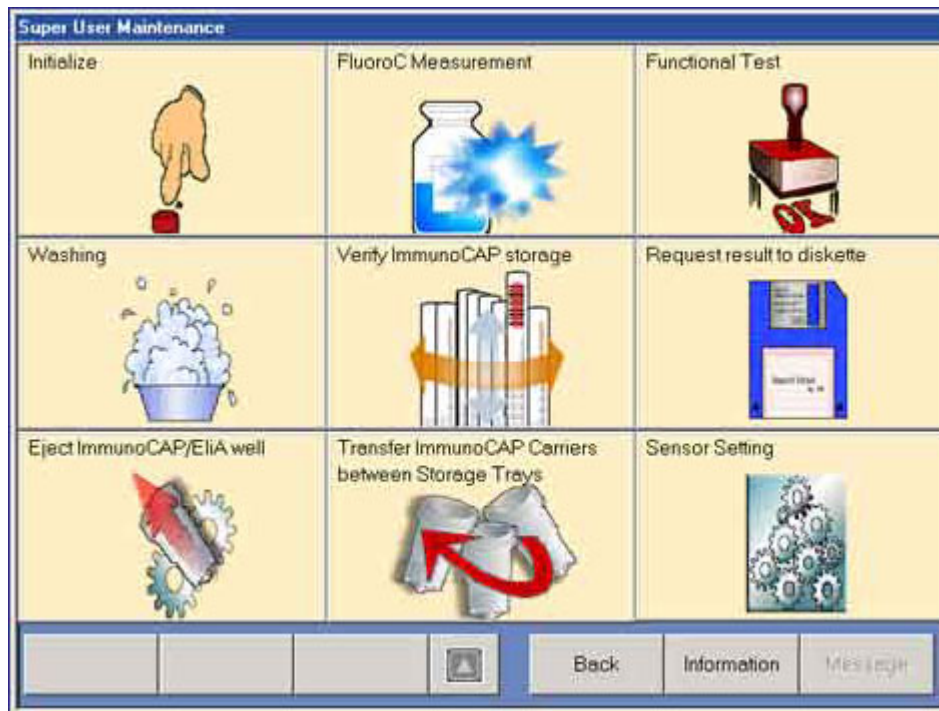 Super User Maintenance
Initialize
FluoroC Measurement
Functional Test
Washing
Verify ImmunoCAP storage
Request result to diskette
Eject ImmunoCAP/EliA well
Transfer ImmunoCAP Carriers
between Storage Trays
Sensor Setting
Back
Information
Message